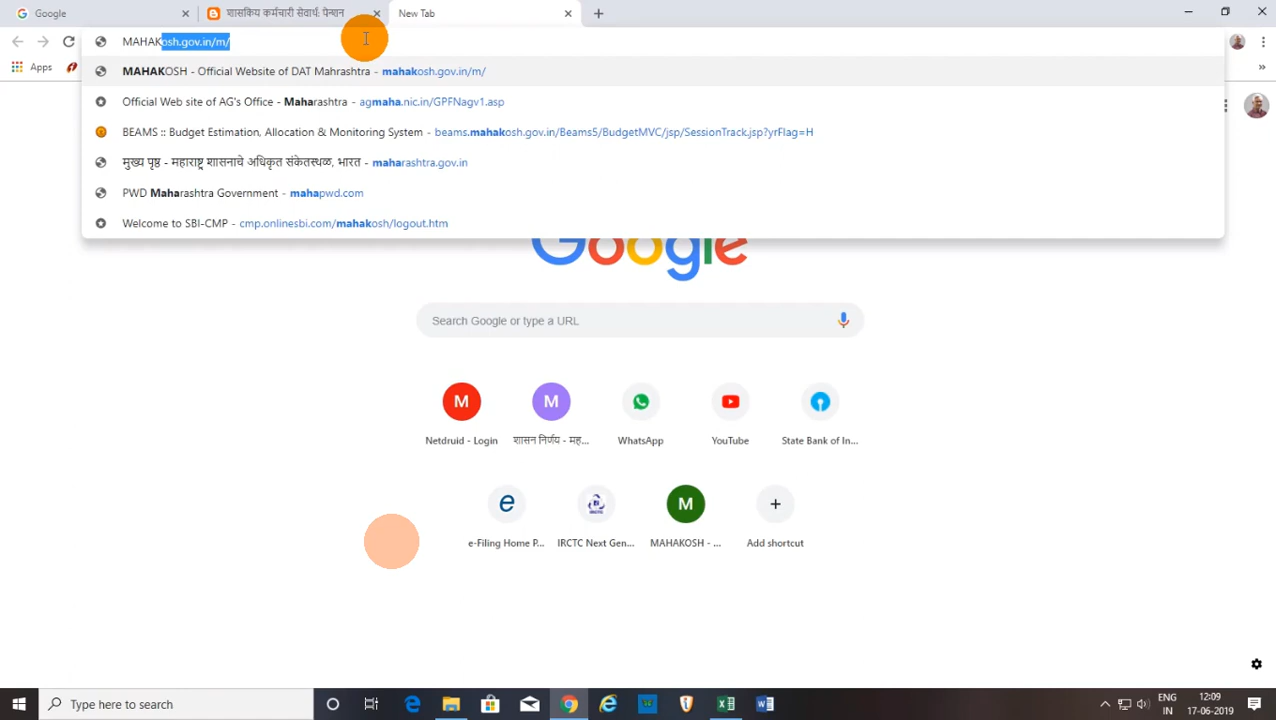 Google
शासकिय कर्मचारी सेवार्थ: पेन्शन
New Tab
MAHAKosh.gov.in/m/
Apps
MAHAKOSH - Official Website of DAT Mahrashtra - mahakosh.gov.in/m/
Official Web site of AG's Office - Maharashtra - agmaha.nic.in/GPFNagv1.asp
BEAMS :: Budget Estimation, Allocation & Monitoring System - beams.mahakosh.gov.in/Beams5/BudgetMVC/jsp/SessionTrack.jsp?yrFlag=H
मुख्य पृष्ठ - महाराष्ट्र शासनाचे अधिकृत संकेतस्थळ, भारत - maharashtra.gov.in
PWD Maharashtra Government - mahapwd.com
Welcome to SBI-CMP - cmp.onlinesbi.com/mahakosh/logout.htm
Google
Search Google or type a URL
M M
Netdruid - Login शासन निर्णय - मह... WhatsApp YouTube State Bank of In...
e M +
e-Filing Home P... IRCTC Next Gen... MAHAKOSH - ... Add shortcut
Type here to search
ENG 12:09
IN 17-06-2019